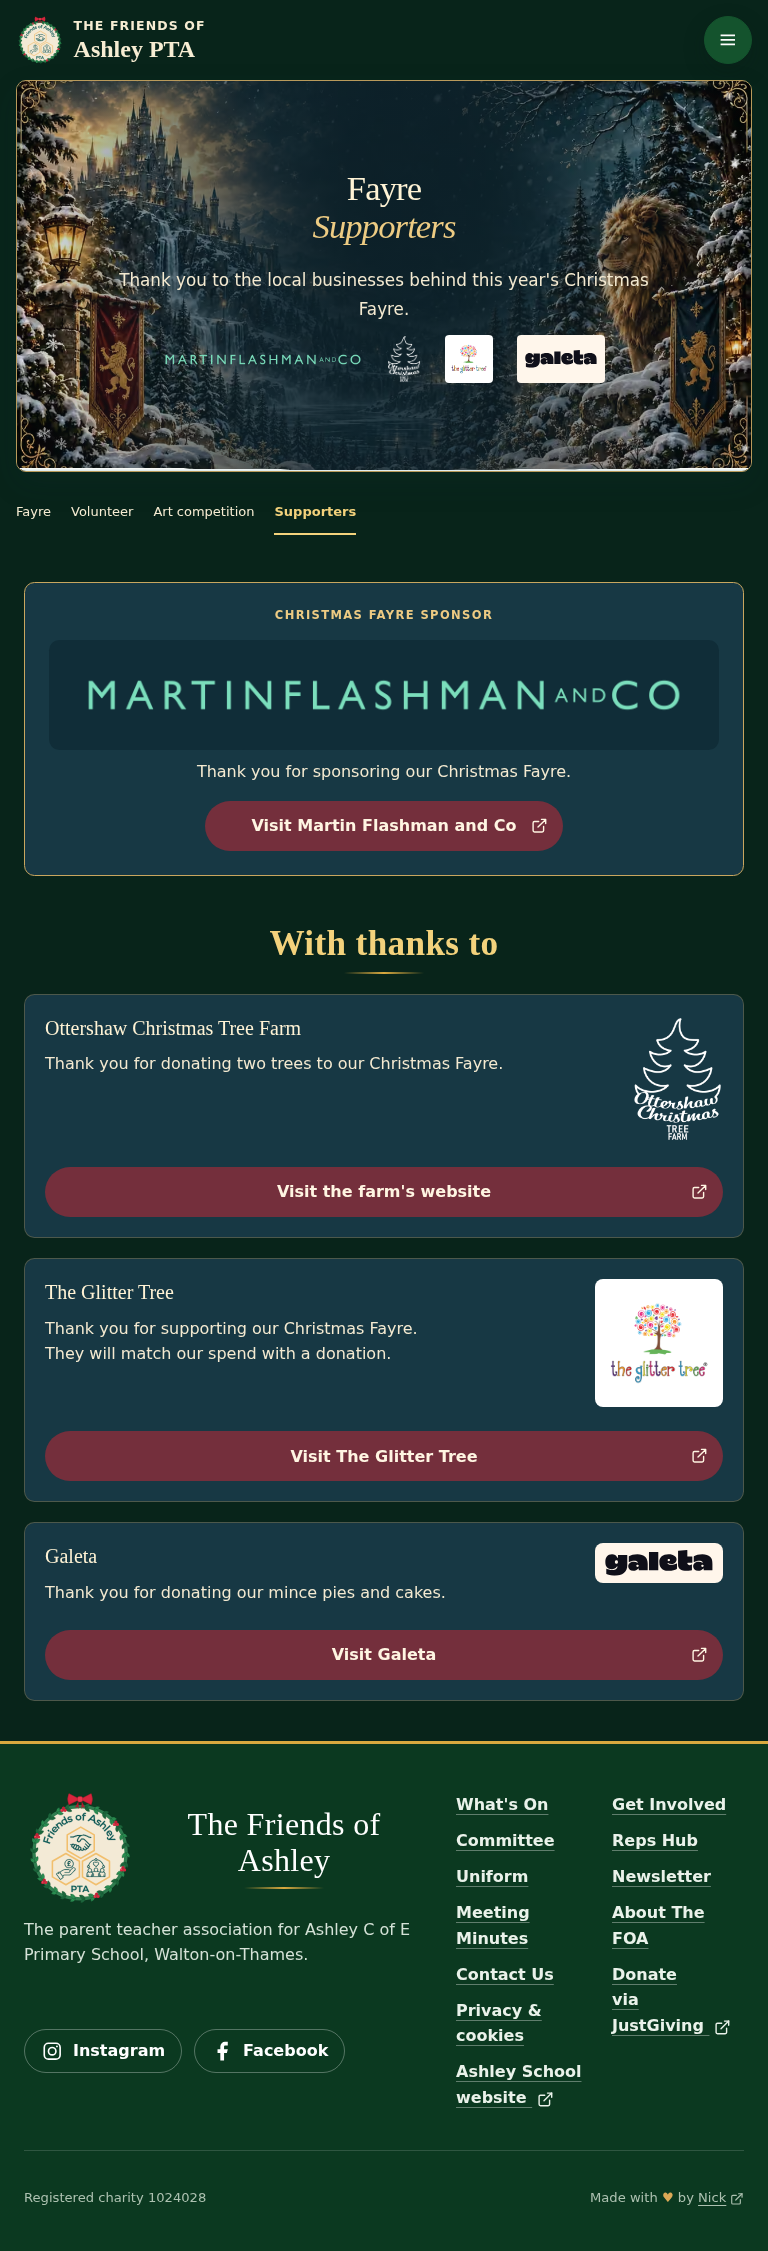 THE FRIENDS OF
Ashley PTA
Fayre
Supporters
Thank you to the local businesses behind this year's Christmas
Fayre.
MARTINFLASHMANANDCO
Ottershaw
Christmas
TREE
FARM
the glitter tree
galeta
Fayre
Volunteer
Art competition
Supporters
CHRISTMAS FAYRE SPONSOR
MARTINFLASHMANANDCO
Thank you for sponsoring our Christmas Fayre.
Visit Martin Flashman and Co
With thanks to
Ottershaw Christmas Tree Farm
Thank you for donating two trees to our Christmas Fayre.
Ottershaw
Christmas
TREE
FARM
Visit the farm's website
The Glitter Tree
Thank you for supporting our Christmas Fayre.
They will match our spend with a donation.
the glitter tree
Visit The Glitter Tree
Galeta
Thank you for donating our mince pies and cakes.
galeta
Visit Galeta
Friends of Ashley
PTA
The Friends of
Ashley
The parent teacher association for Ashley C of E
Primary School, Walton-on-Thames.
Instagram
Facebook
What's On
Committee
Uniform
Meeting
Minutes
Contact Us
Privacy &
cookies
Ashley School
website
Get Involved
Reps Hub
Newsletter
About The
FOA
Donate
via
JustGiving
Registered charity 1024028
Made with ♥ by Nick